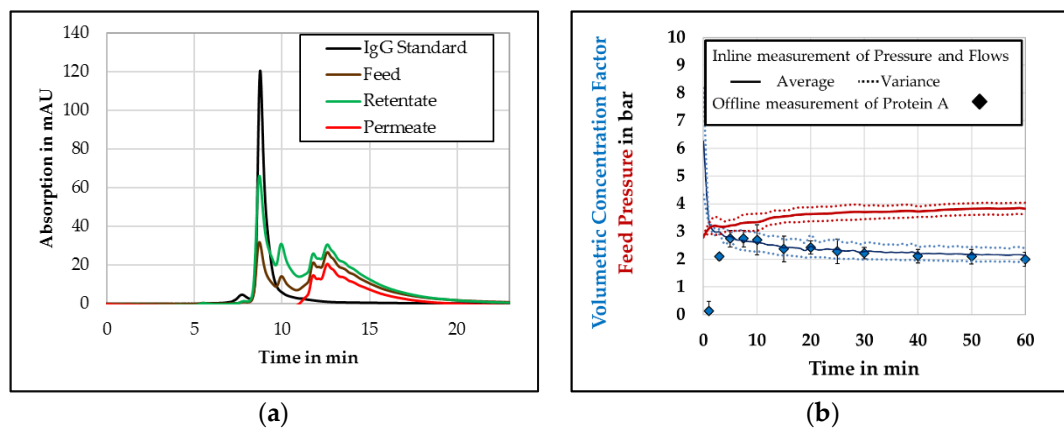 140
120
100
80
60
40
20
0
Absorption in mAU
IgG Standard
Feed
Retentate
Permeate
0 5 10 15 20
Time in min
(a)
Volumetric Concentration Factor
Feed Pressure in bar
10
9
8
7
6
5
4
3
2
1
0
Inline measurement of Pressure and Flows
Average Variance
Offline measurement of Protein A
0 10 20 30 40 50 60
Time in min
(b)